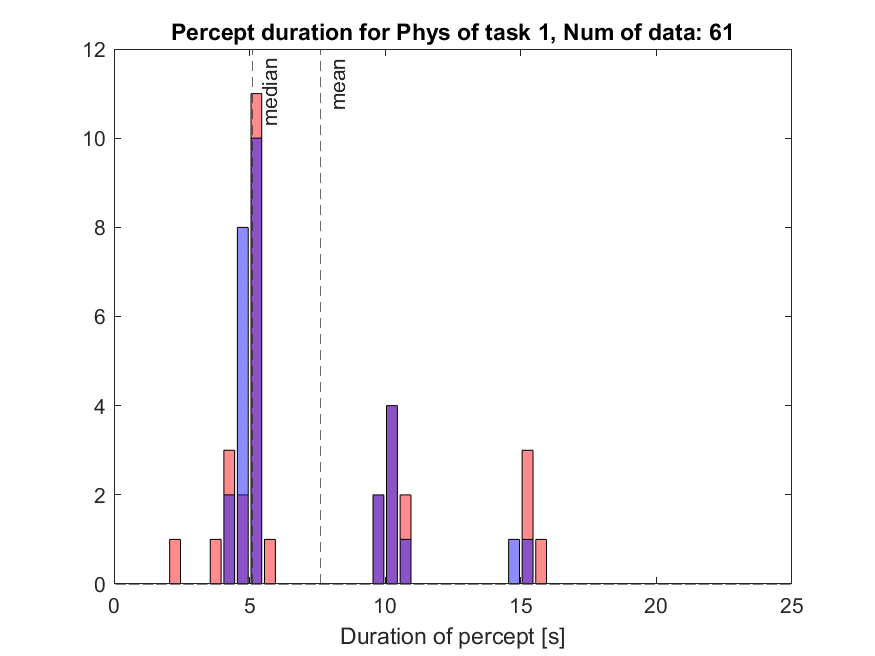 Percept duration for Phys of task 1, Num of data: 61
12
10
8
6
4
2
0
median
mean
0 5 10 15 20 25
Duration of percept [s]